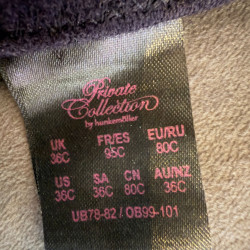 Private
Collection
by hunkemöller
UK FR/ES EU/RU
36C 95C 80C
US SA CN AU/NZ
36C 36C 80C 36C
UB78-82 / OB99-101